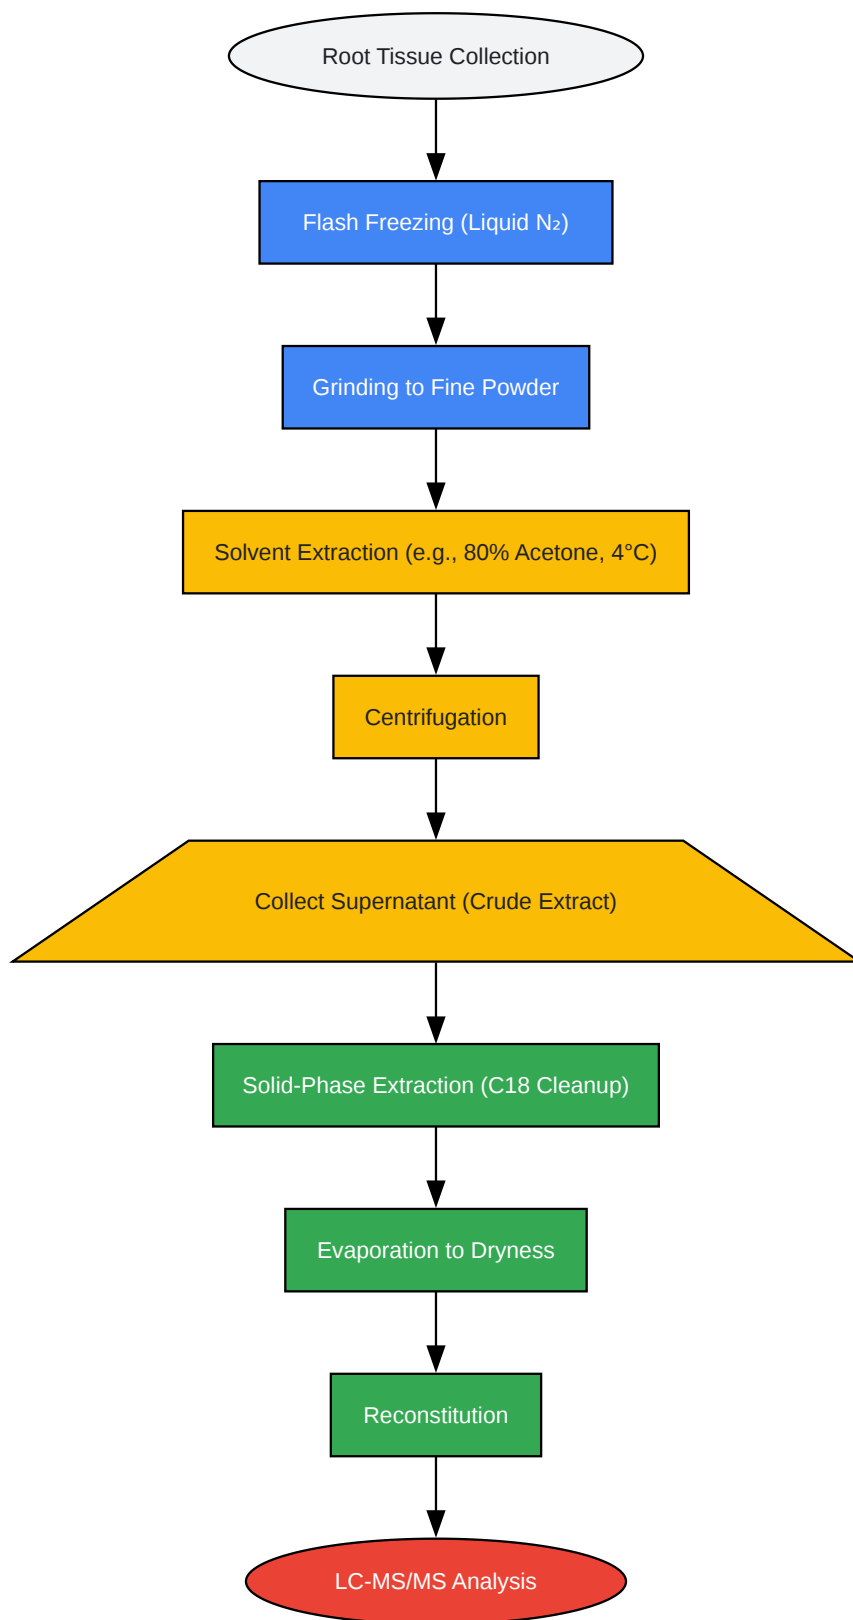 Root Tissue Collection
Flash Freezing (Liquid N₂)
Grinding to Fine Powder
Solvent Extraction (e.g., 80% Acetone, 4°C)
Centrifugation
Collect Supernatant (Crude Extract)
Solid-Phase Extraction (C18 Cleanup)
Evaporation to Dryness
Reconstitution
LC-MS/MS Analysis